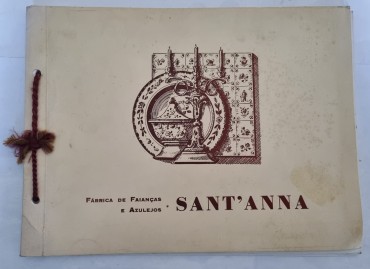 FÁBRICA DE FAIANÇAS
E AZULEJOS · SANT'ANNA